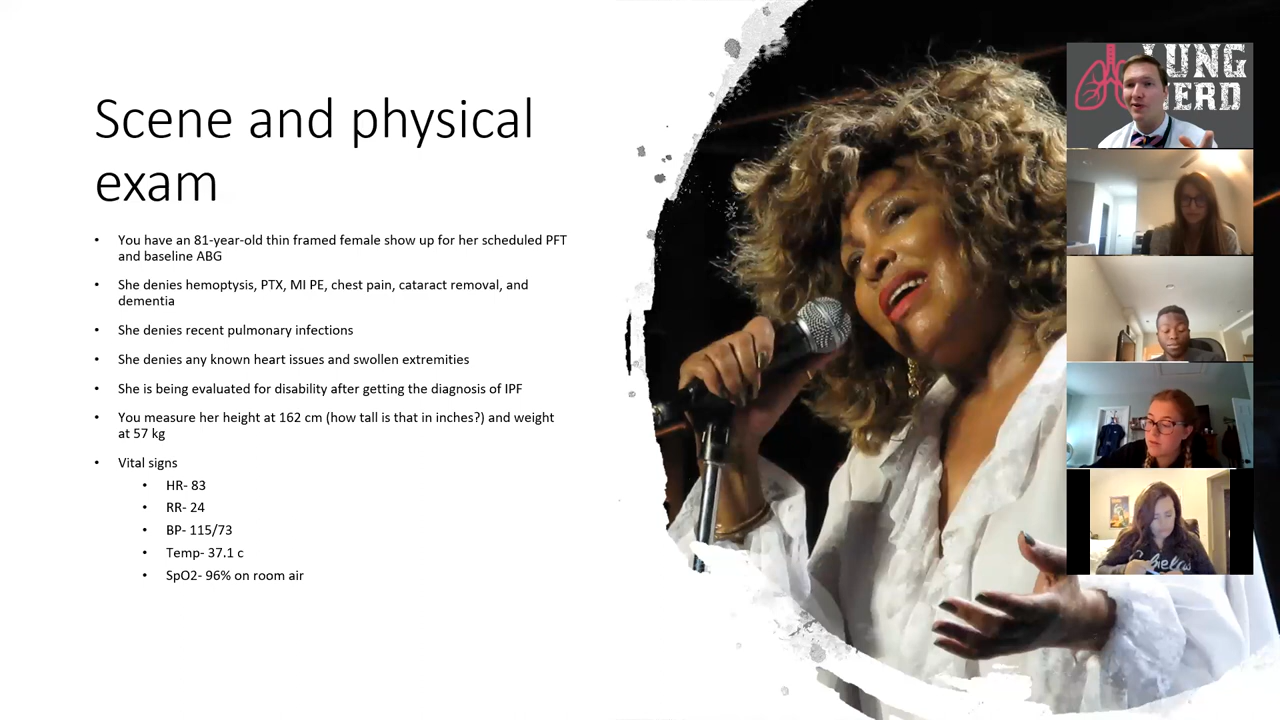 Scene and physical
exam
• You have an 81-year-old thin framed female show up for her scheduled PFT
and baseline ABG
• She denies hemoptysis, PTX, MI PE, chest pain, cataract removal, and
dementia
• She denies recent pulmonary infections
• She denies any known heart issues and swollen extremities
• She is being evaluated for disability after getting the diagnosis of IPF
• You measure her height at 162 cm (how tall is that in inches?) and weight
at 57 kg
• Vital signs
• HR- 83
• RR- 24
• BP- 115/73
• Temp- 37.1 c
• SpO2- 96% on room air
LUNG
NERD